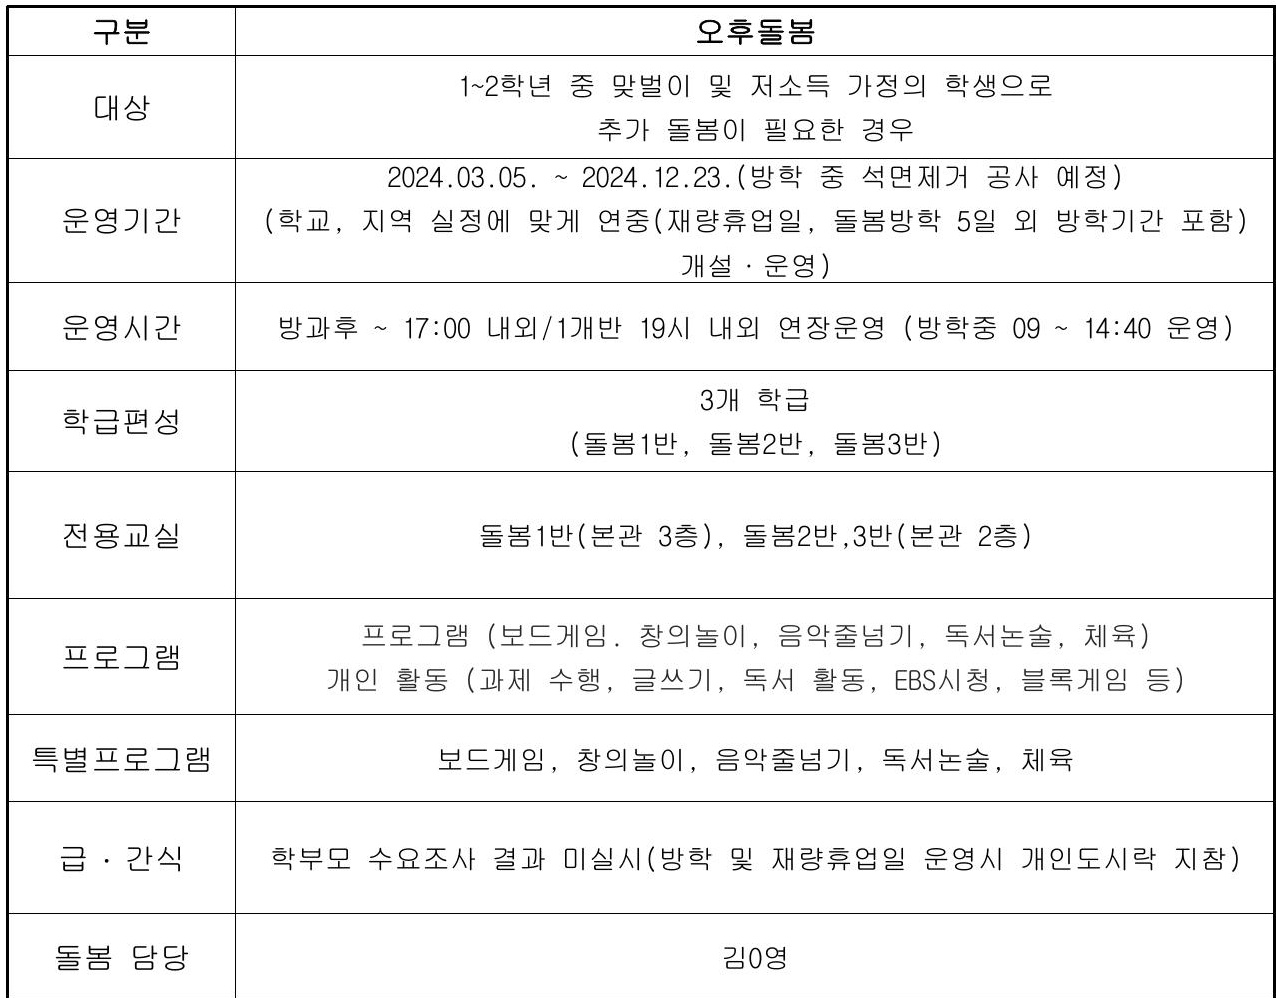 구분
오후돌봄
대상
1~2학년 중 맞벌이 및 저소득 가정의 학생으로
추가 돌봄이 필요한 경우
운영기간
2024.03.05. ~ 2024.12.23.(방학 중 석면제거 공사 예정)
(학교, 지역 실정에 맞게 연중(재량휴업일, 돌봄방학 5일 외 방학기간 포함)
개설·운영)
운영시간
방과후 ~ 17:00 내외/1개반 19시 내외 연장운영 (방학중 09 ~ 14:40 운영)
학급편성
3개 학급
(돌봄1반, 돌봄2반, 돌봄3반)
전용교실
돌봄1반(본관 3층), 돌봄2반,3반(본관 2층)
프로그램
프로그램 (보드게임. 창의놀이, 음악줄넘기, 독서논술, 체육)
개인 활동 (과제 수행, 글쓰기, 독서 활동, EBS시청, 블록게임 등)
특별프로그램
보드게임, 창의놀이, 음악줄넘기, 독서논술, 체육
급·간식
학부모 수요조사 결과 미실시(방학 및 재량휴업일 운영시 개인도시락 지참)
돌봄 담당
김0영